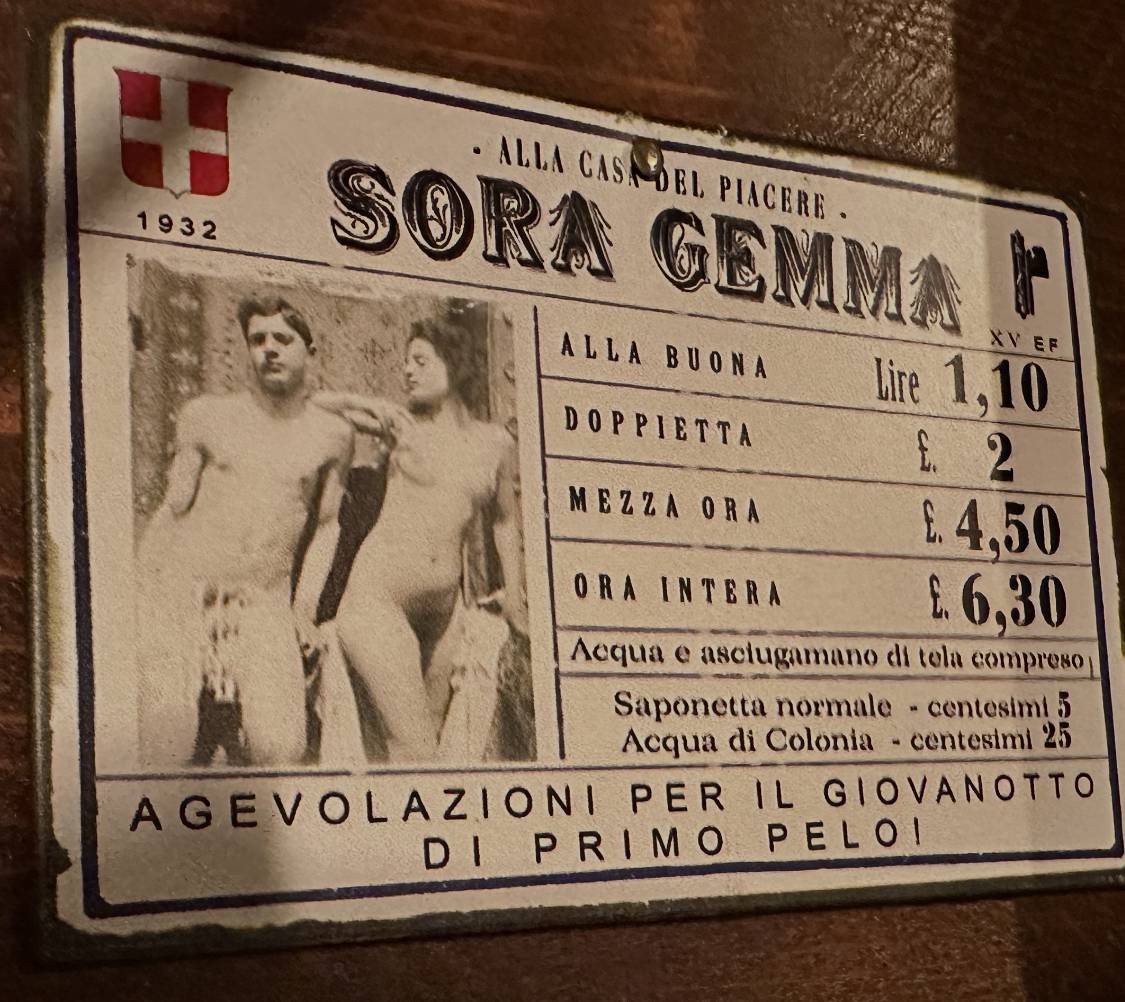 · ALLA CASA DEL PIACERE ·
SORA GEMMA
1932
XV EF
ALLA BUONA Lire 1,10
DOPPIETTA £. 2
MEZZA ORA £. 4,50
ORA INTERA £. 6,30
Acqua e asciugamano di tela compreso
Saponetta normale - centesimi 5
Acqua di Colonia - centesimi 25
AGEVOLAZIONI PER IL GIOVANOTTO
DI PRIMO PELO!